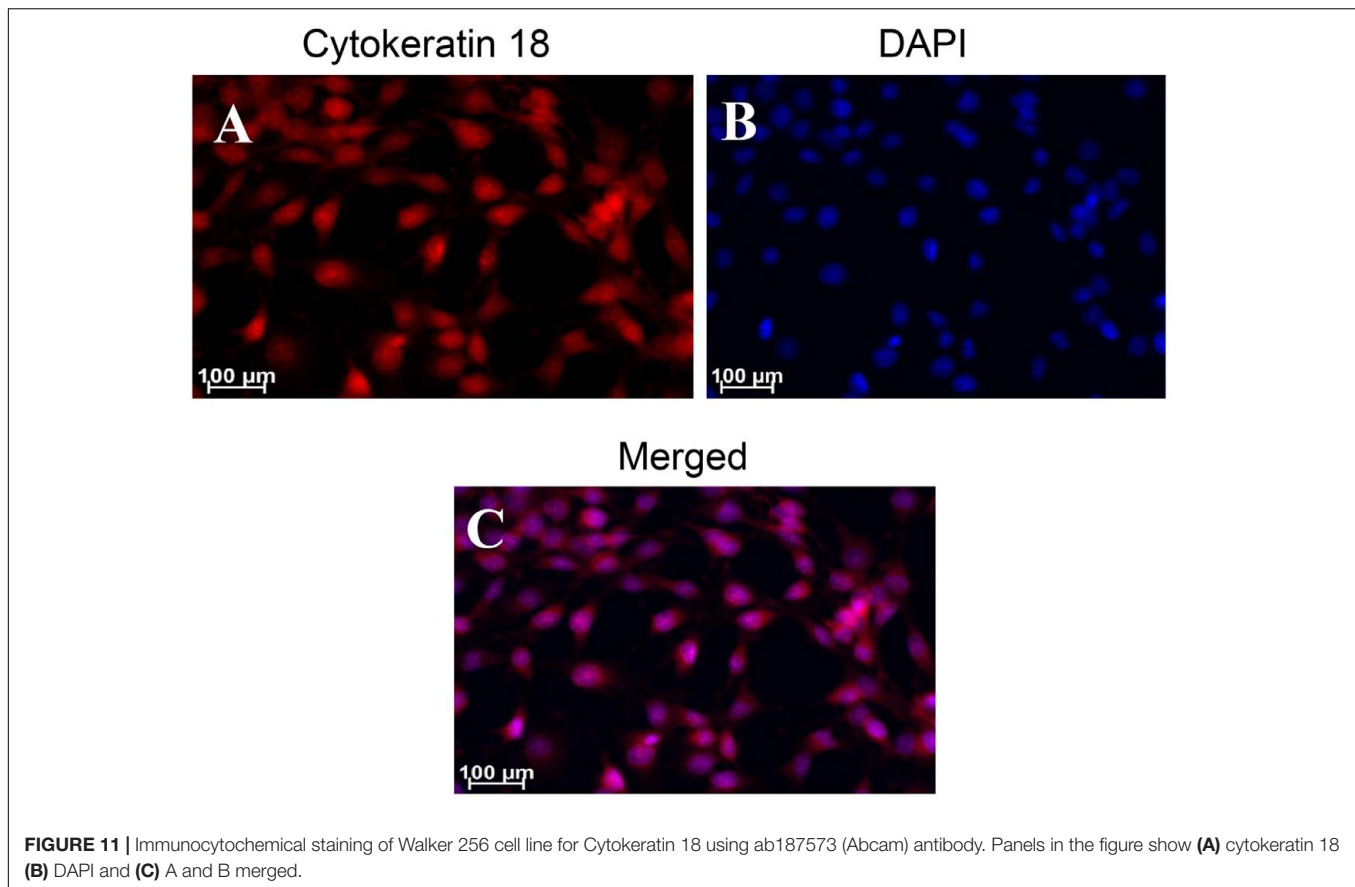 Cytokeratin 18
DAPI
A
B
100 µm
100 µm
Merged
C
100 µm
FIGURE 11 | Immunocytochemical staining of Walker 256 cell line for Cytokeratin 18 using ab187573 (Abcam) antibody. Panels in the figure show (A) cytokeratin 18
(B) DAPI and (C) A and B merged.